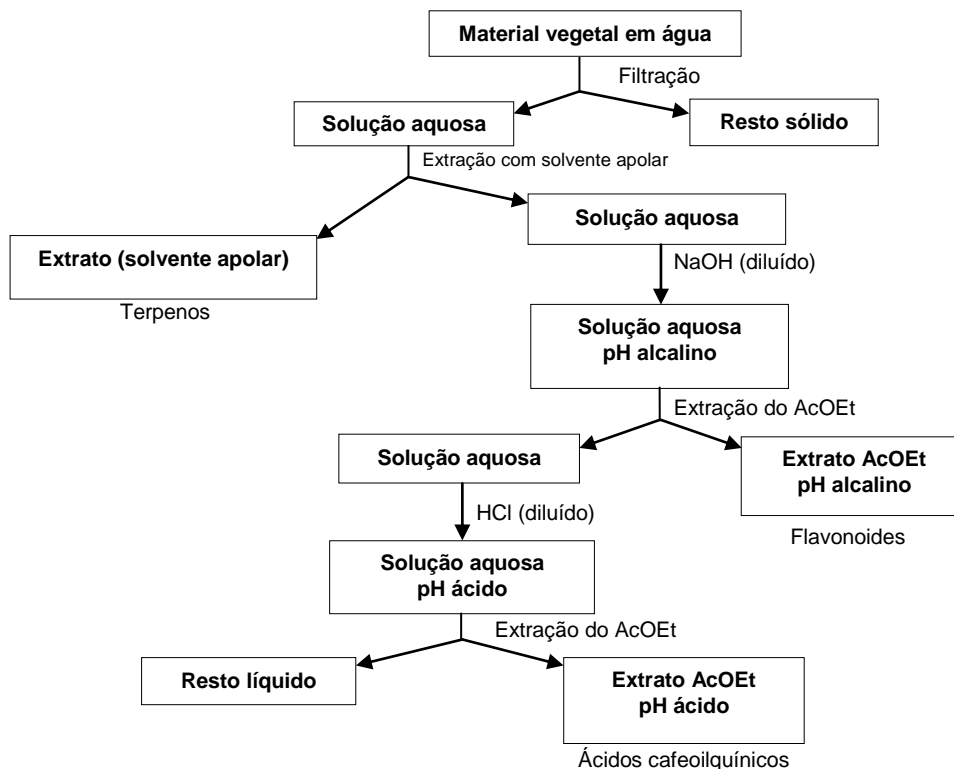 Material vegetal em água
Filtração
Solução aquosa
Resto sólido
Extração com solvente apolar
Solução aquosa
Extrato (solvente apolar)
NaOH (diluído)
Terpenos
Solução aquosa
pH alcalino
Extração do AcOEt
Solução aquosa
Extrato AcOEt
pH alcalino
HCl (diluído)
Flavonoides
Solução aquosa
pH ácido
Extração do AcOEt
Resto líquido
Extrato AcOEt
pH ácido
Ácidos cafeoilquínicos